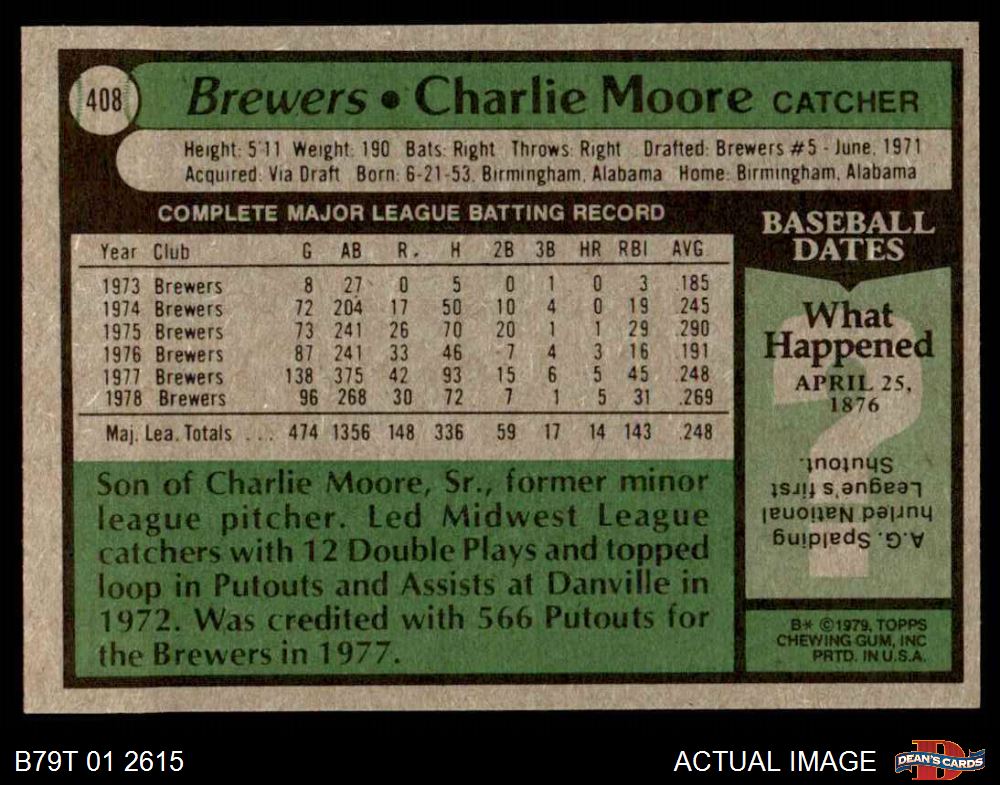 408
Brewers • Charlie Moore CATCHER
Height: 5'11 Weight: 190 Bats: Right Throws: Right Drafted: Brewers #5 - June, 1971
Acquired: Via Draft Born: 6-21-53, Birmingham, Alabama Home: Birmingham, Alabama
COMPLETE MAJOR LEAGUE BATTING RECORD
Year Club G AB R. H 2B 3B HR RBI AVG
1973 Brewers 8 27 0 5 0 1 0 3 .185
1974 Brewers 72 204 17 50 10 4 0 19 .245
1975 Brewers 73 241 26 70 20 1 1 29 .290
1976 Brewers 87 241 33 46 7 4 3 16 .191
1977 Brewers 138 375 42 93 15 6 5 45 .248
1978 Brewers 96 268 30 72 7 1 5 31 .269
Maj. Lea. Totals ... 474 1356 148 336 59 17 14 143 .248
Son of Charlie Moore, Sr., former minor
league pitcher. Led Midwest League
catchers with 12 Double Plays and topped
loop in Putouts and Assists at Danville in
1972. Was credited with 566 Putouts for
the Brewers in 1977.
BASEBALL
DATES
What
Happened
APRIL 25,
1876
?
A.G. Spalding
hurled National
League's first
Shutout.
B* ©1979, TOPPS
CHEWING GUM, INC
PRTD. IN U.S.A.
B79T 01 2615
ACTUAL IMAGE
D
DEAN'S CARDS